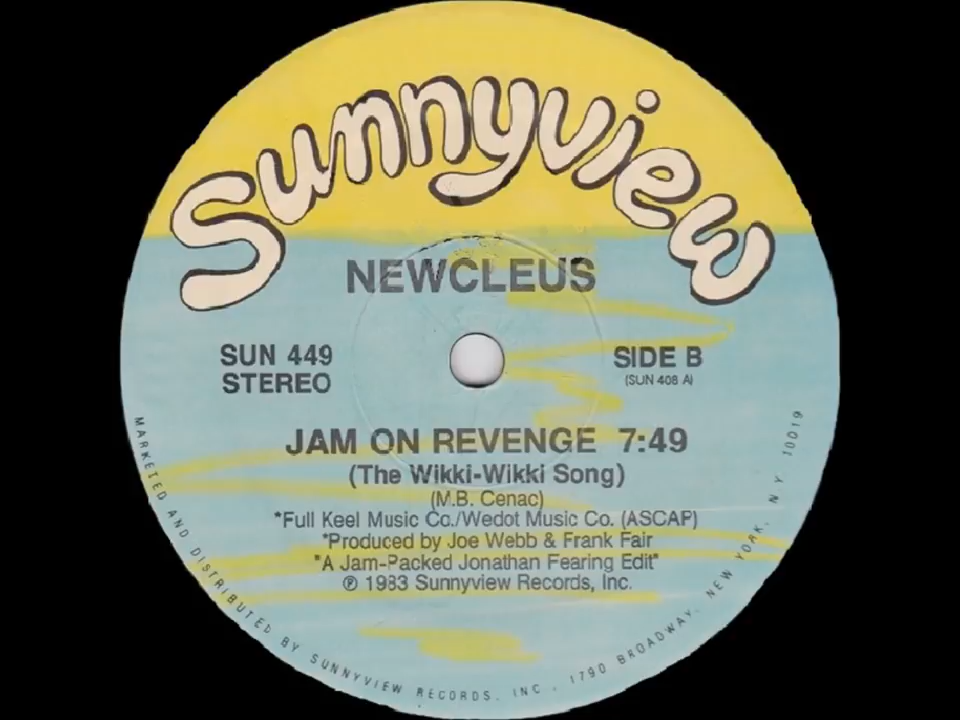 Sunnyview
NEWCLEUS
SUN 449
STEREO
SIDE B
(SUN 408 A)
JAM ON REVENGE 7:49
(The Wikki-Wikki Song)
(M.B. Cenac)
*Full Keel Music Co./Wedot Music Co. (ASCAP)
*Produced by Joe Webb & Frank Fair
"A Jam-Packed Jonathan Fearing Edit"
℗ 1983 Sunnyview Records, Inc.
MARKETED AND DISTRIBUTED BY SUNNYVIEW RECORDS, INC., 1790 BROADWAY, NEW YORK, NY 10019